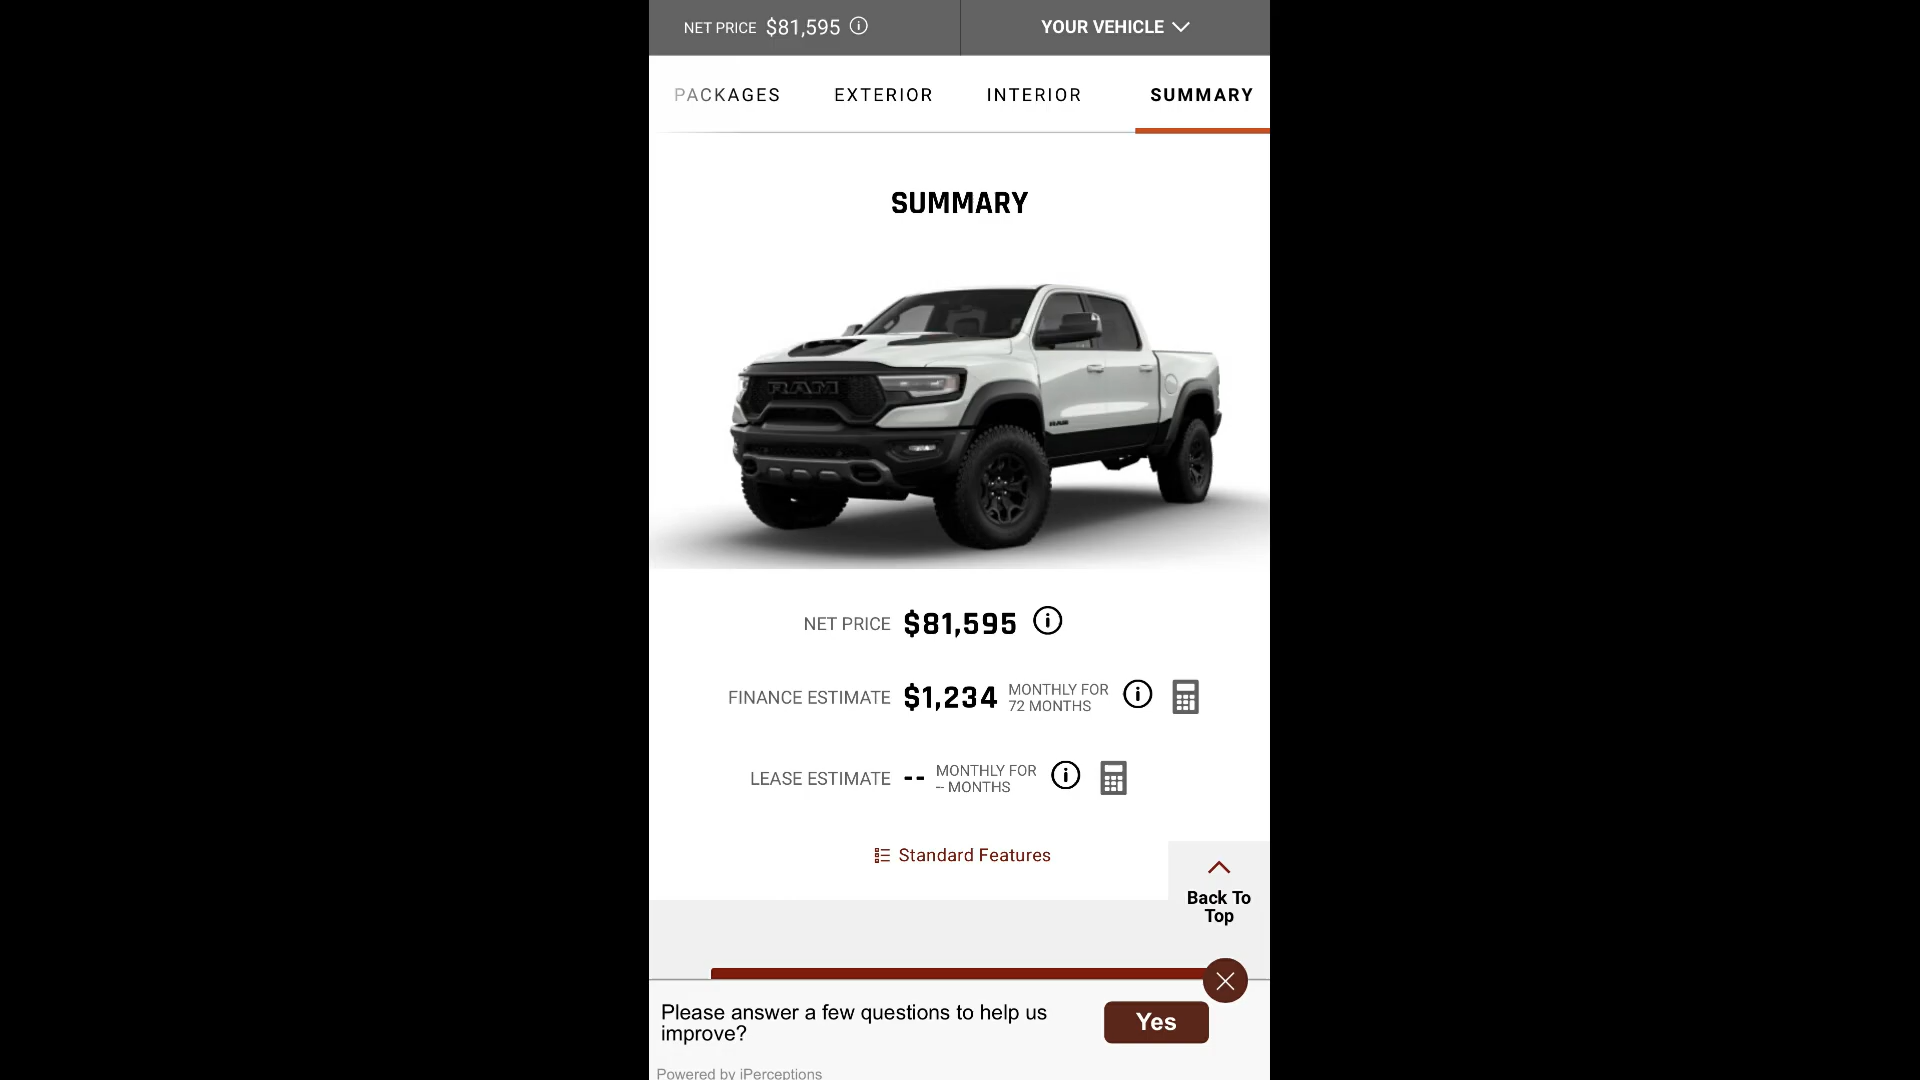 NET PRICE $81,595
YOUR VEHICLE
PACKAGES EXTERIOR INTERIOR SUMMARY
SUMMARY
RAM
RAM
NET PRICE $81,595
FINANCE ESTIMATE $1,234 MONTHLY FOR
72 MONTHS
LEASE ESTIMATE -- MONTHLY FOR
-- MONTHS
Standard Features
Back To
Top
Please answer a few questions to help us
improve?
Yes
Powered by iPerceptions